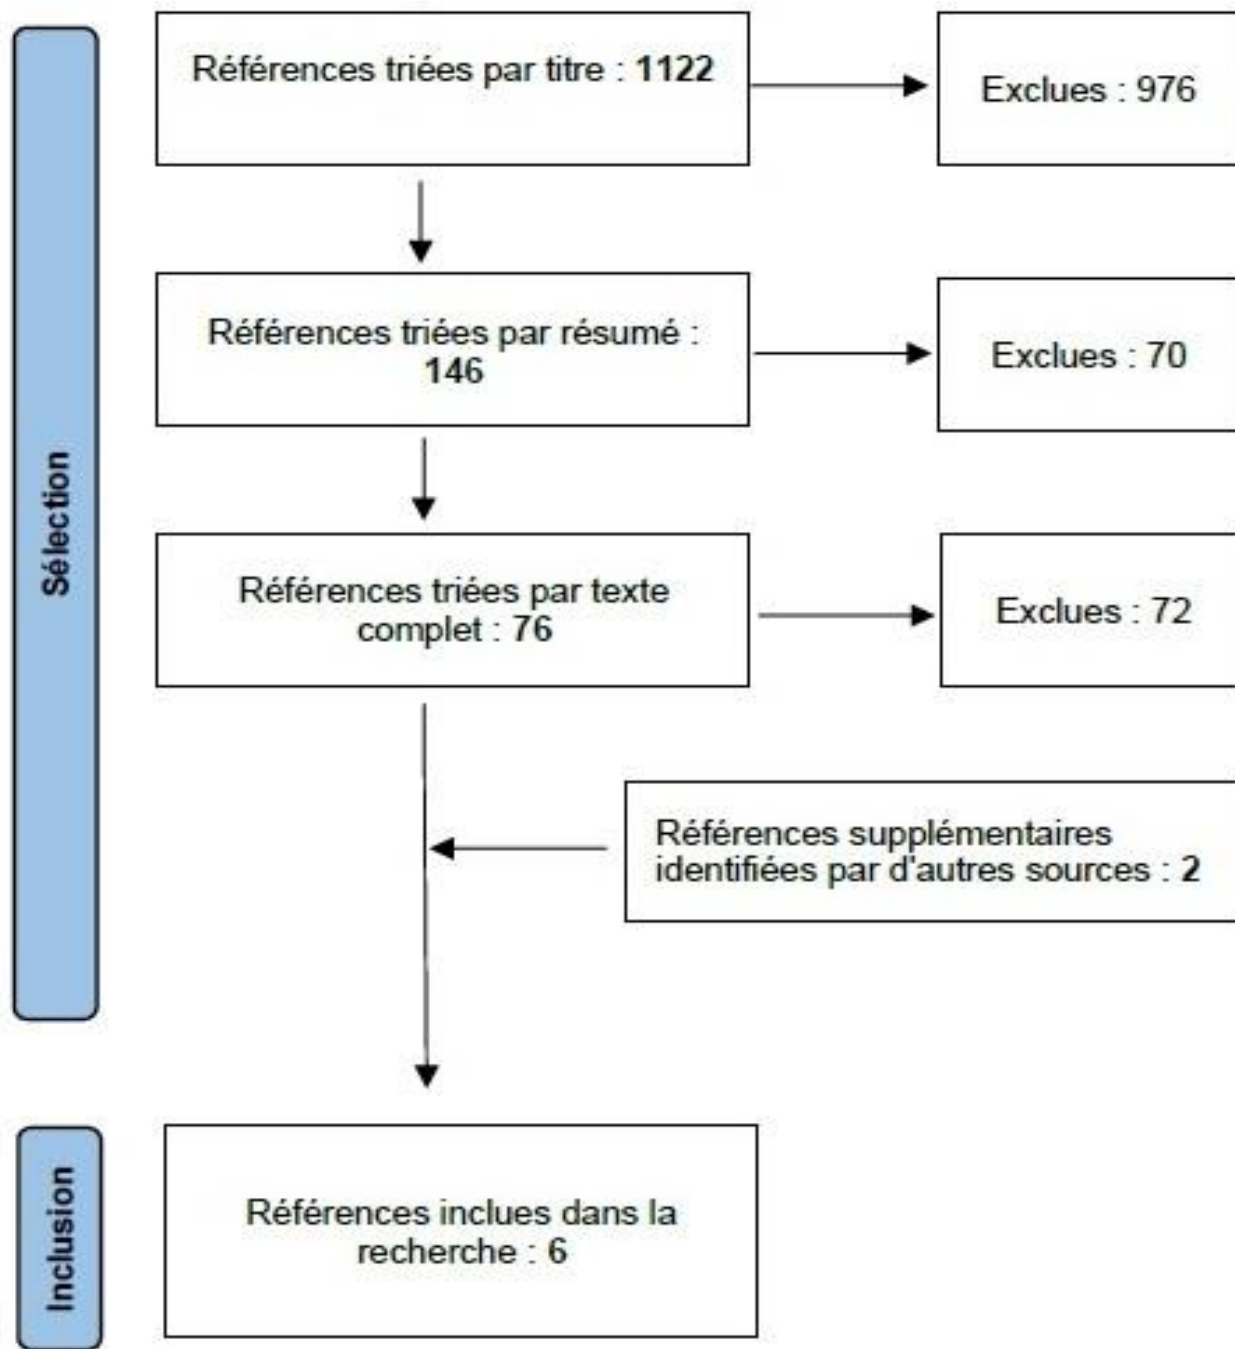 Sélection
Références triées par titre : 1122
Exclues : 976
Références triées par résumé :
146
Exclues : 70
Références triées par texte
complet : 76
Exclues : 72
Références supplémentaires
identifiées par d'autres sources : 2
Inclusion
Références inclues dans la
recherche : 6